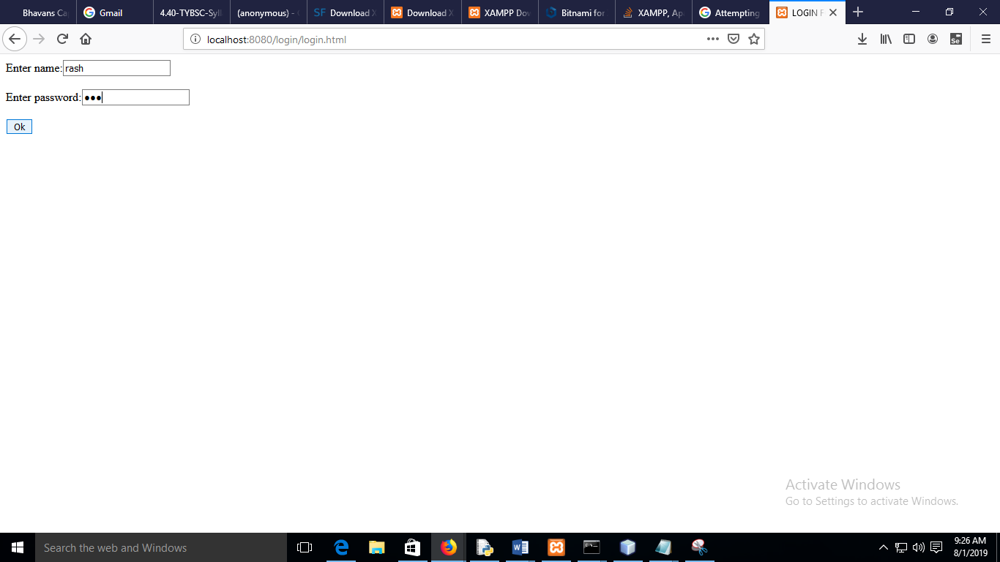 Bhavans Ca
Gmail
4.40-TYBSC-Syll
(anonymous) -
SF Download X
Download X
XAMPP Dow
Bitnami for
XAMPP, Ap
Attempting
LOGIN F
localhost:8080/login/login.html
Se
Enter name: rash
Enter password: •••
Ok
Activate Windows
Go to Settings to activate Windows.
Search the web and Windows
9:26 AM
8/1/2019